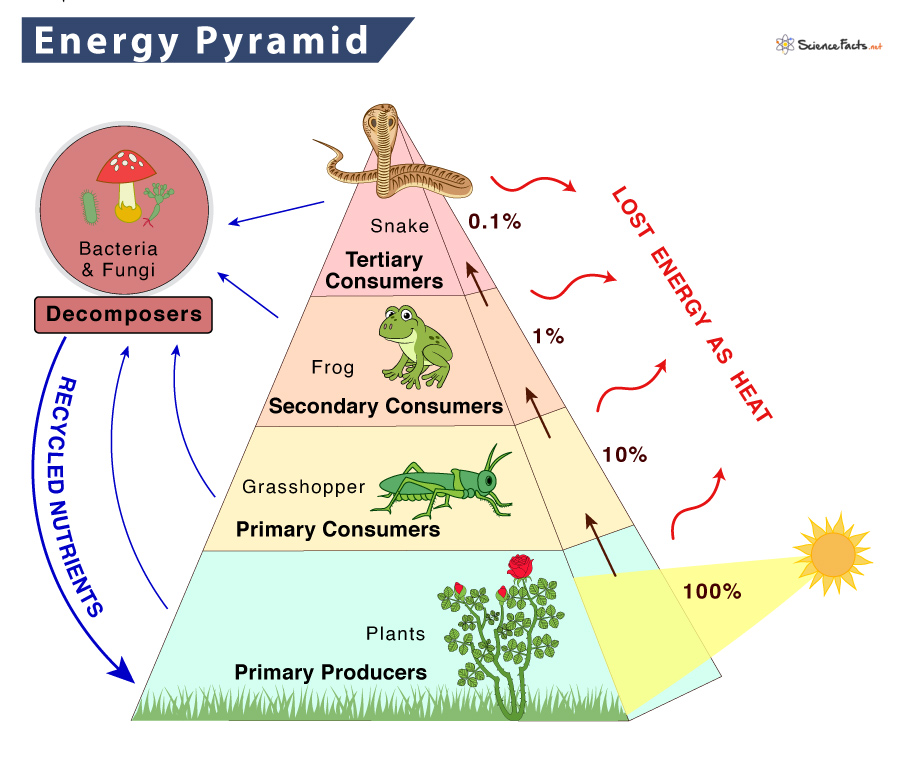 Energy Pyramid
ScienceFacts.net
Bacteria
& Fungi
Decomposers
RECYCLED NUTRIENTS
Snake
Tertiary
Consumers
0.1%
Frog
Secondary Consumers
1%
Grasshopper
Primary Consumers
10%
Plants
Primary Producers
100%
LOST ENERGY AS HEAT